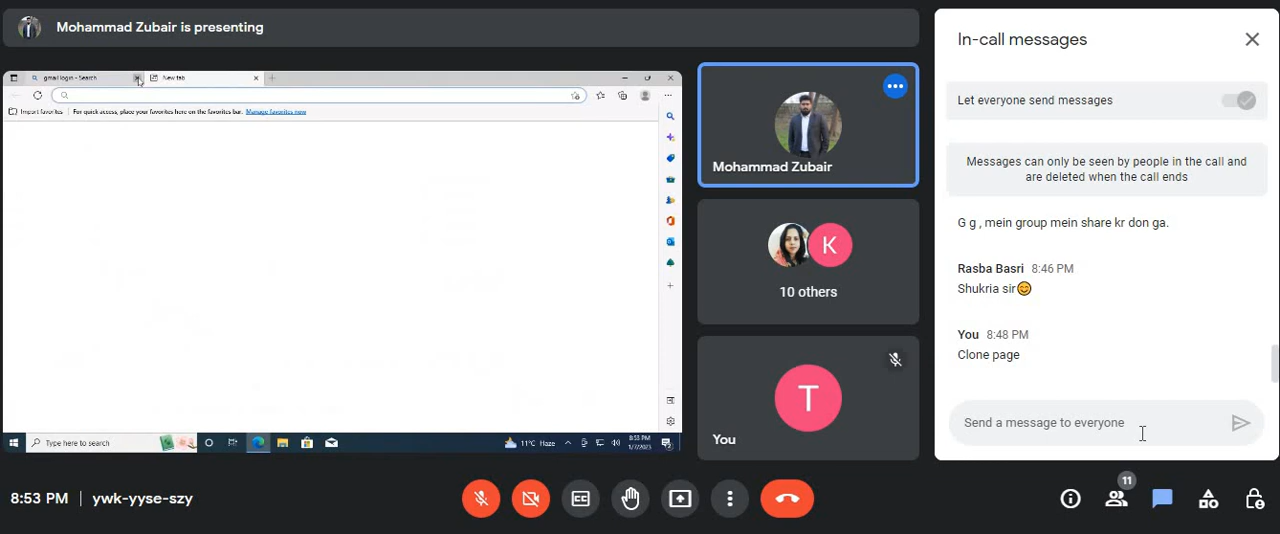 Mohammad Zubair is presenting
gmail login - Search
New tab
Import favorites
For quick access, place your favorites here on the favorites bar. Manage favorites now
Type here to search
11°C Haze
8:53 PM
1/7/2023
Mohammad Zubair
K
10 others
T
You
In-call messages
Let everyone send messages
Messages can only be seen by people in the call and
are deleted when the call ends
G g , mein group mein share kr don ga.
Rasba Basri 8:46 PM
Shukria sir😊
You 8:48 PM
Clone page
Send a message to everyone
8:53 PM
ywk-yyse-szy
CC
11